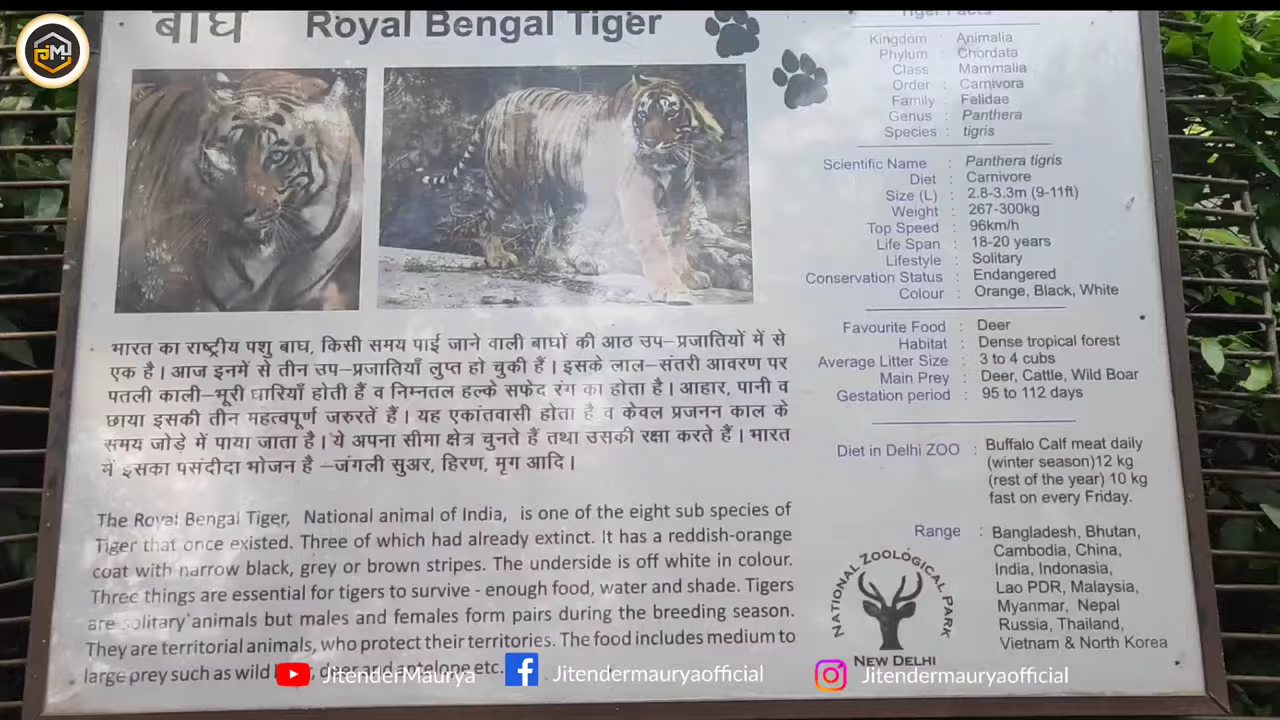 JMJ
बाघ Royal Bengal Tiger
Tiger Facts
Kingdom : Animalia
Phylum : Chordata
Class : Mammalia
Order : Carnivora
Family : Felidae
Genus : Panthera
Species : tigris
Scientific Name : Panthera tigris
Diet : Carnivore
Size (L) : 2.8-3.3m (9-11ft)
Weight : 267-300kg
Top Speed : 96km/h
Life Span : 18-20 years
Lifestyle : Solitary
Conservation Status : Endangered
Colour : Orange, Black, White
Favourite Food : Deer
Habitat : Dense tropical forest
Average Litter Size : 3 to 4 cubs
Main Prey : Deer, Cattle, Wild Boar
Gestation period : 95 to 112 days
Diet in Delhi ZOO : Buffalo Calf meat daily
(winter season)12 kg
(rest of the year) 10 kg
fast on every Friday.
Range : Bangladesh, Bhutan,
Cambodia, China,
India, Indonasia,
Lao PDR, Malaysia,
Myanmar, Nepal
Russia, Thailand,
Vietnam & North Korea
भारत का राष्ट्रीय पशु बाघ, किसी समय पाई जाने वाली बाघों की आठ उप–प्रजातियों में से
एक है। आज इनमें से तीन उप–प्रजातियाँ लुप्त हो चुकी हैं। इसके लाल–संतरी आवरण पर
पतली काली–भूरी धारियाँ होती हैं व निम्नतल हल्के सफेद रंग का होता है। आहार, पानी व
छाया इसकी तीन महत्वपूर्ण जरुरतें हैं। यह एकांतवासी होता है व केवल प्रजनन काल के
समय जोड़े में पाया जाता है। ये अपना सीमा क्षेत्र चुनते हैं तथा उसकी रक्षा करते हैं। भारत
में इसका पसंदीदा भोजन है –जंगली सुअर, हिरण, मृग आदि।
The Royal Bengal Tiger, National animal of India, is one of the eight sub species of
Tiger that once existed. Three of which had already extinct. It has a reddish-orange
coat with narrow black, grey or brown stripes. The underside is off white in colour.
Three things are essential for tigers to survive - enough food, water and shade. Tigers
are solitary animals but males and females form pairs during the breeding season.
They are territorial animals, who protect their territories. The food includes medium to
large prey such as wild deer and antelope etc.
NATIONAL ZOOLOGICAL PARK
NEW DELHI
JitenderMaurya
Jitendermauryaofficial
Jitendermauryaofficial